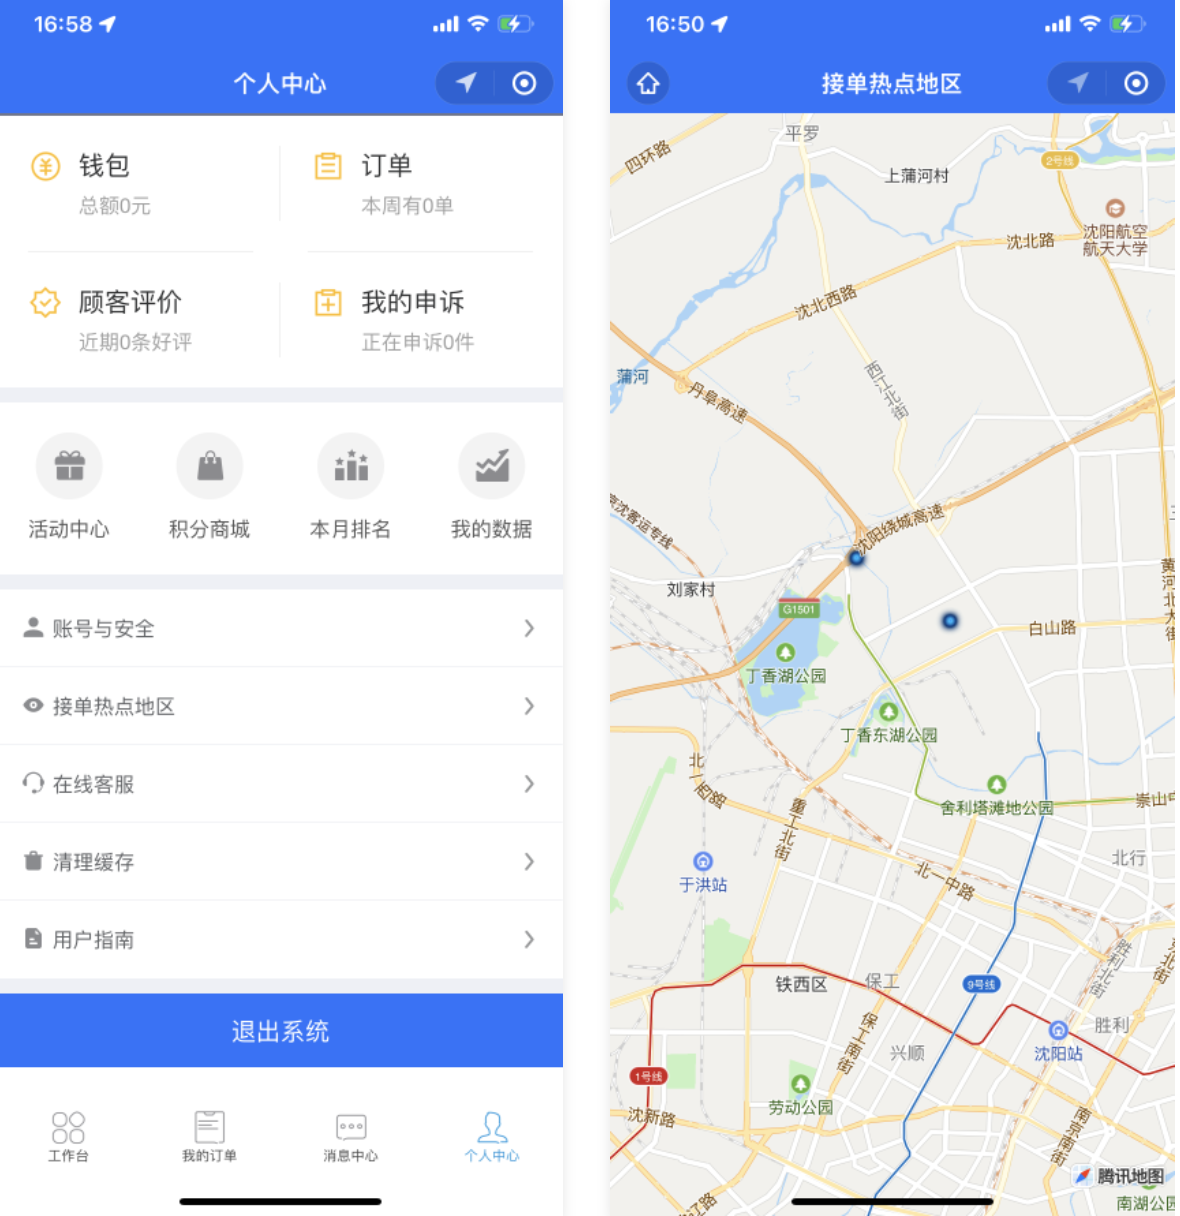 16:58
个人中心
钱包
总额0元
订单
本周有0单
顾客评价
近期0条好评
我的申诉
正在申诉0件
活动中心
积分商城
本月排名
我的数据
账号与安全
接单热点地区
在线客服
清理缓存
用户指南
退出系统
工作台
我的订单
消息中心
个人中心
16:50
接单热点地区
平罗
四环路
上蒲河村
2号线
沈阳航空
航天大学
沈北路
沈北西路
蒲河
西江北街
丹阜高速
沈阳绕城高速
沈客运专线
刘家村
G1501
黄河北大街
白山路
丁香湖公园
丁香东湖公园
北一西路
重工北街
舍利塔滩地公园
崇山中
北行
于洪站
北一中路
胜利北街
北街
铁西区
保工
9号线
保工南街
兴顺
胜利
沈阳站
1号线
劳动公园
沈新路
南京南街
腾讯地图
南湖公园
辽路